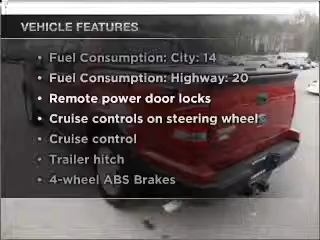 VEHICLE FEATURES
• Fuel Consumption: City: 14
• Fuel Consumption: Highway: 20
• Remote power door locks
• Cruise controls on steering wheel
• Cruise control
• Trailer hitch
• 4-wheel ABS Brakes